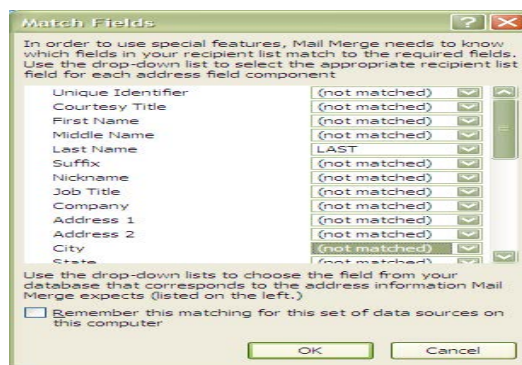 Match Fields
In order to use special features, Mail Merge needs to know
which fields in your recipient list match to the required fields.
Use the drop-down list to select the appropriate recipient list
field for each address field component
Unique Identifier (not matched)
Courtesy Title (not matched)
First Name (not matched)
Middle Name (not matched)
Last Name LAST
Suffix (not matched)
Nickname (not matched)
Job Title (not matched)
Company (not matched)
Address 1 (not matched)
Address 2 (not matched)
City (not matched)
State (not matched)
Use the drop-down lists to choose the field from your
database that corresponds to the address information Mail
Merge expects (listed on the left.)
Remember this matching for this set of data sources on
this computer
OK Cancel